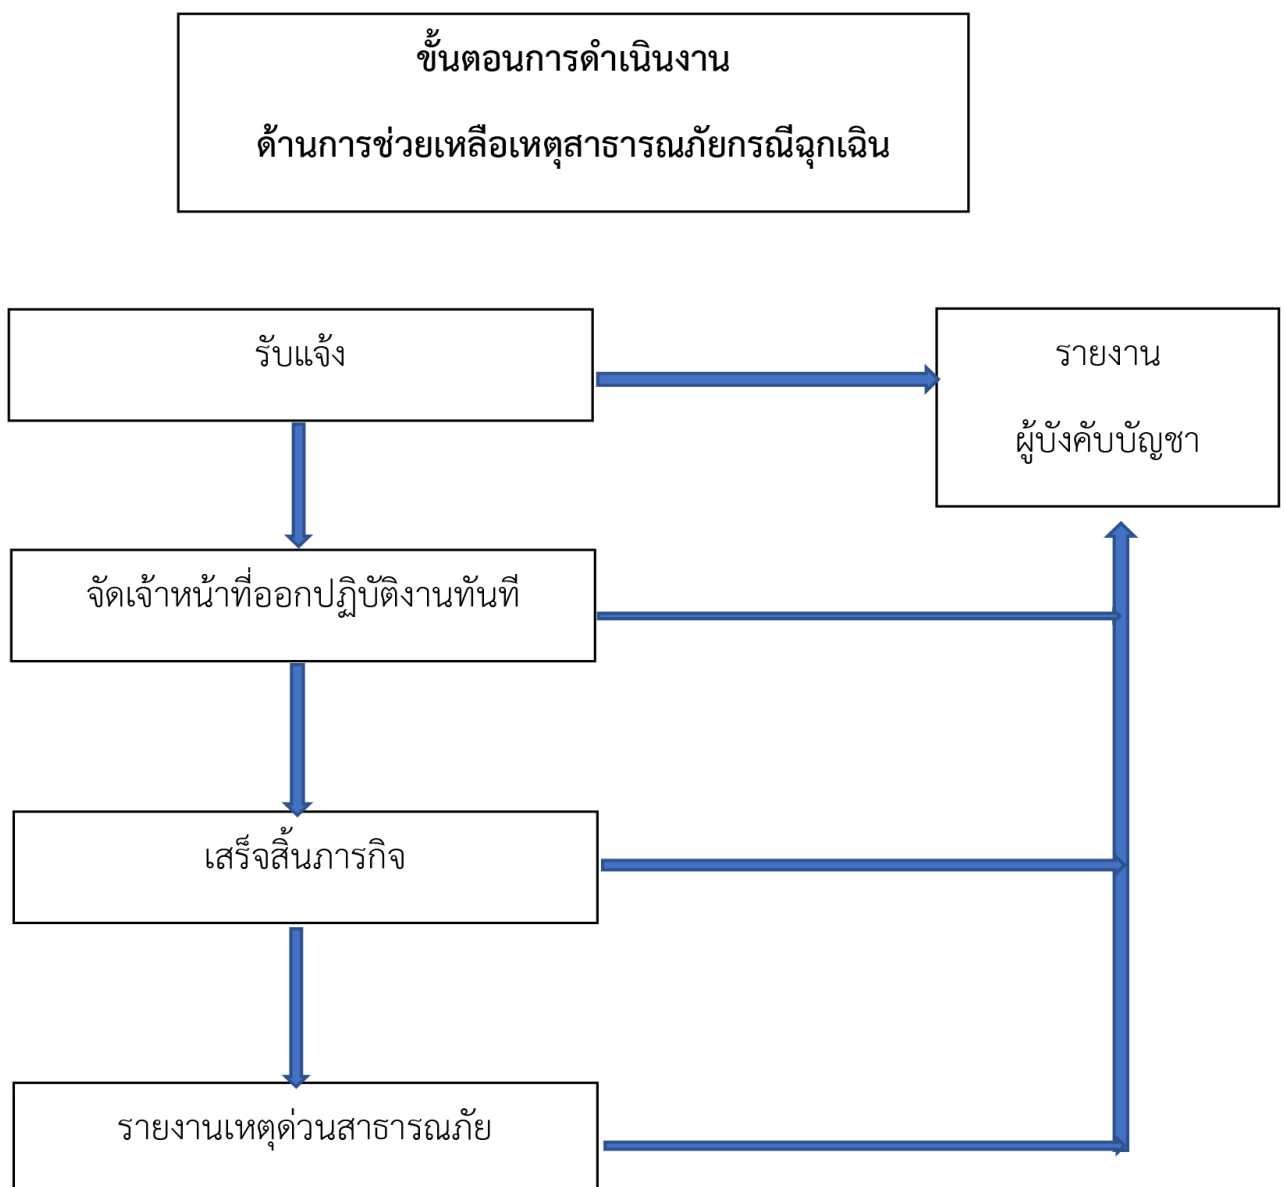 ขั้นตอนการดำเนินงาน
ด้านการช่วยเหลือเหตุสาธารณภัยกรณีฉุกเฉิน
รับแจ้ง
รายงาน
ผู้บังคับบัญชา
จัดเจ้าหน้าที่ออกปฏิบัติงานทันที
เสร็จสิ้นภารกิจ
รายงานเหตุด่วนสาธารณภัย